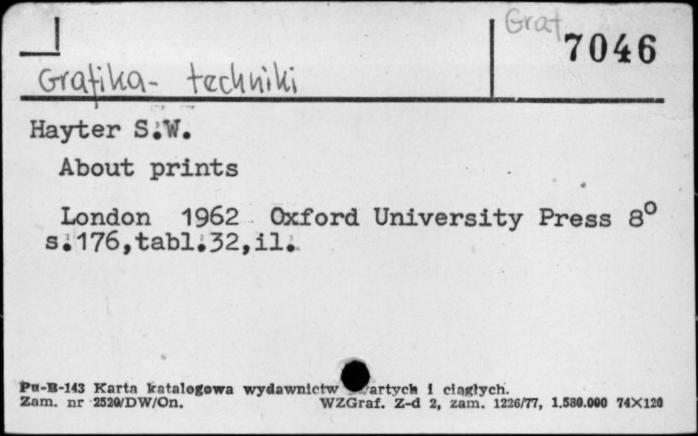 Graf 7046
Grafika - techniki
Hayter S.W.
About prints
London 1962 Oxford University Press 8°
s.176,tabl.32,il.
Pu-B-143 Karta katalogowa wydawnictw artych i ciągłych.
Zam. nr 2520/DW/On. WZGraf. Z-d 2, zam. 1226/77, 1.580.000 74X120